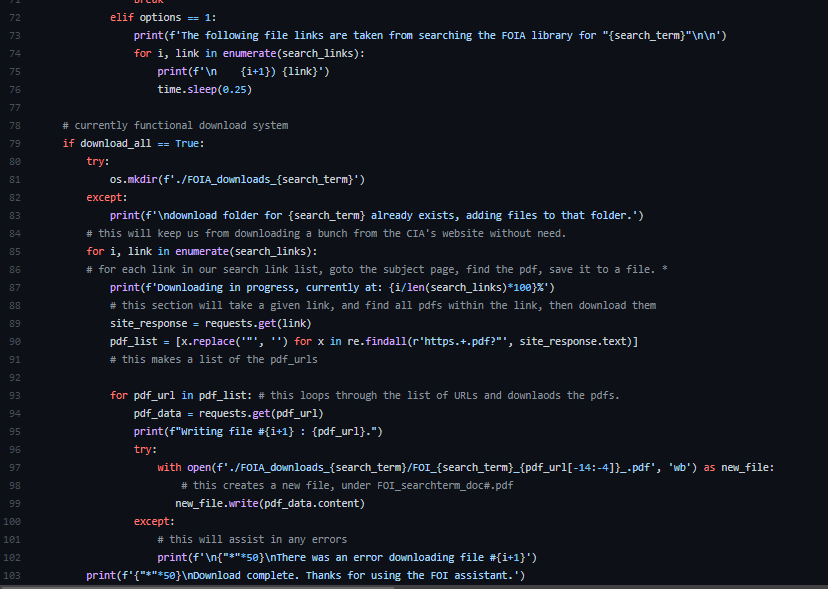 71 break
72 elif options == 1:
73 print(f'The following file links are taken from searching the FOIA library for "{search_term}"\n\n')
74 for i, link in enumerate(search_links):
75 print(f'\n    {i+1}) {link}')
76 time.sleep(0.25)
77
78 # currently functional download system
79 if download_all == True:
80 try:
81 os.mkdir(f'./FOIA_downloads_{search_term}')
82 except:
83 print(f'\ndownload folder for {search_term} already exists, adding files to that folder.')
84 # this will keep us from downloading a bunch from the CIA's website without need.
85 for i, link in enumerate(search_links):
86 # for each link in our search link list, goto the subject page, find the pdf, save it to a file. *
87 print(f'Downloading in progress, currently at: {i/len(search_links)*100}%')
88 # this section will take a given link, and find all pdfs within the link, then download them
89 site_response = requests.get(link)
90 pdf_list = [x.replace('"', '') for x in re.findall(r'https.+.pdf?"', site_response.text)]
91 # this makes a list of the pdf_urls
92
93 for pdf_url in pdf_list: # this loops through the list of URLs and downlaods the pdfs.
94 pdf_data = requests.get(pdf_url)
95 print(f"Writing file #{i+1} : {pdf_url}.")
96 try:
97 with open(f'./FOIA_downloads_{search_term}/FOI_{search_term}_{pdf_url[-14:-4]}_.pdf', 'wb') as new_file:
98 # this creates a new file, under FOI_searchterm_doc#.pdf
99 new_file.write(pdf_data.content)
100 except:
101 # this will assist in any errors
102 print(f'\n{"*"*50}\nThere was an error downloading file #{i+1}')
103 print(f'{"*"*50}\nDownload complete. Thanks for using the FOI assistant.')